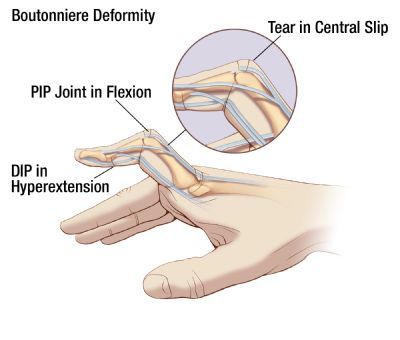 Boutonniere Deformity
Tear in Central Slip
PIP Joint in Flexion
DIP in
Hyperextension